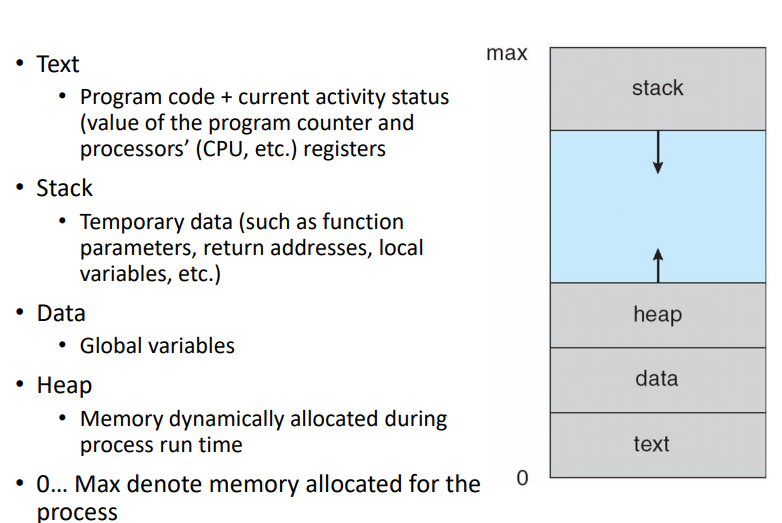 • Text
• Program code + current activity status
(value of the program counter and
processors’ (CPU, etc.) registers
• Stack
• Temporary data (such as function
parameters, return addresses, local
variables, etc.)
• Data
• Global variables
• Heap
• Memory dynamically allocated during
process run time
• 0… Max denote memory allocated for the
process
max
stack
heap
data
text
0